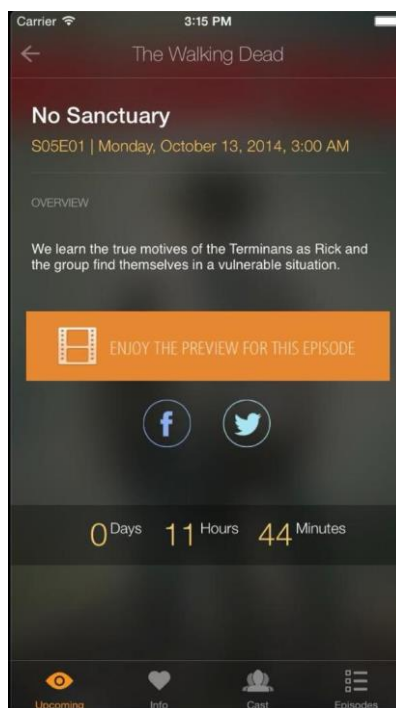 Carrier 3:15 PM
The Walking Dead
No Sanctuary
S05E01 | Monday, October 13, 2014, 3:00 AM
OVERVIEW
We learn the true motives of the Terminans as Rick and
the group find themselves in a vulnerable situation.
ENJOY THE PREVIEW FOR THIS EPISODE
0 Days 11 Hours 44 Minutes
Upcoming Info Cast Episodes